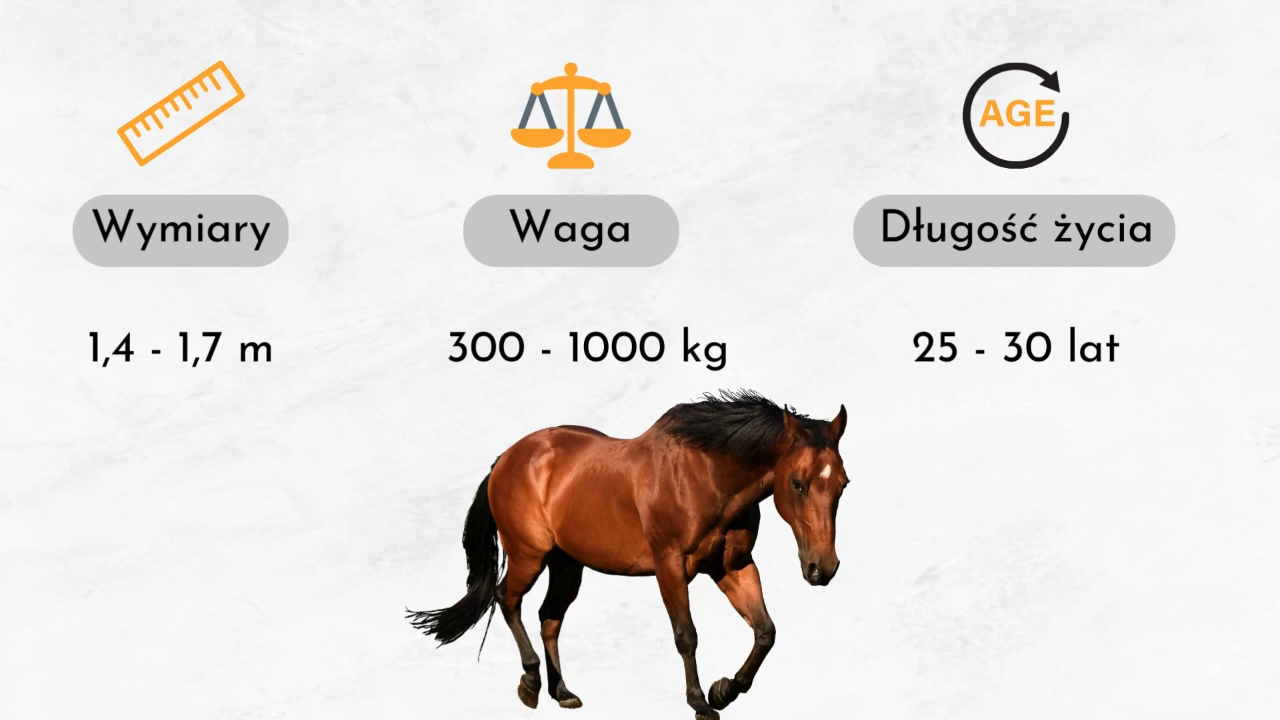 AGE
Wymiary
Waga
Długość życia
1,4 - 1,7 m
300 - 1000 kg
25 - 30 lat